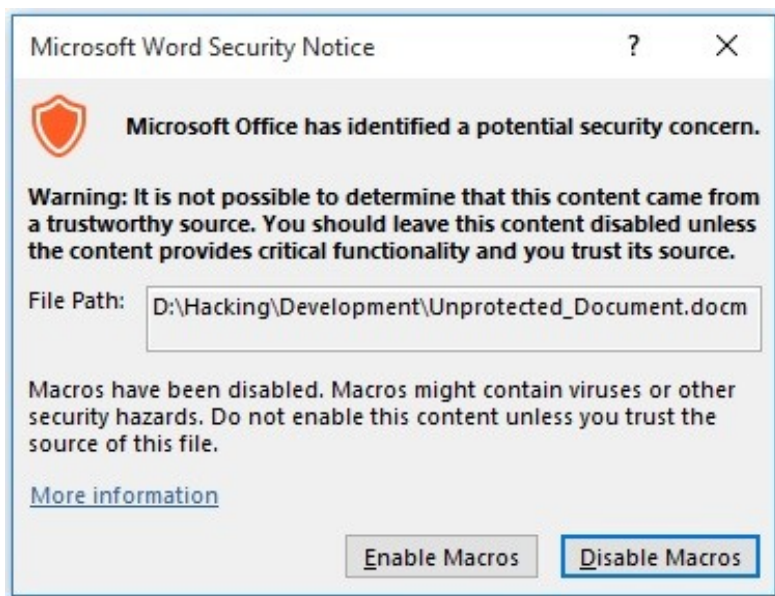 Microsoft Word Security Notice
?
Microsoft Office has identified a potential security concern.
Warning: It is not possible to determine that this content came from
a trustworthy source. You should leave this content disabled unless
the content provides critical functionality and you trust its source.
File Path: D:\Hacking\Development\Unprotected_Document.docm
Macros have been disabled. Macros might contain viruses or other
security hazards. Do not enable this content unless you trust the
source of this file.
More information
Enable Macros Disable Macros